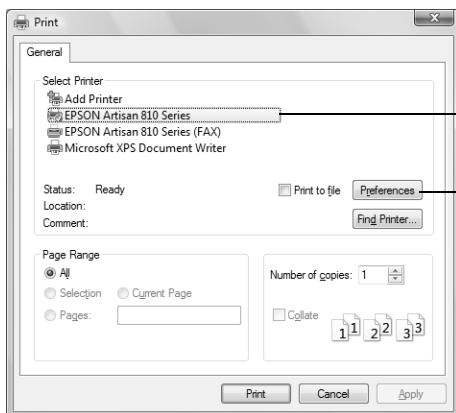 Print
General
Select Printer
Add Printer
EPSON Artisan 810 Series
EPSON Artisan 810 Series (FAX)
Microsoft XPS Document Writer
Status: Ready
Print to file
Preferences
Location:
Comment:
Find Printer...
Page Range
All
Selection
Current Page
Pages:
Number of copies: 1
Collate
1 1 2 2 3 3
Print
Cancel
Apply